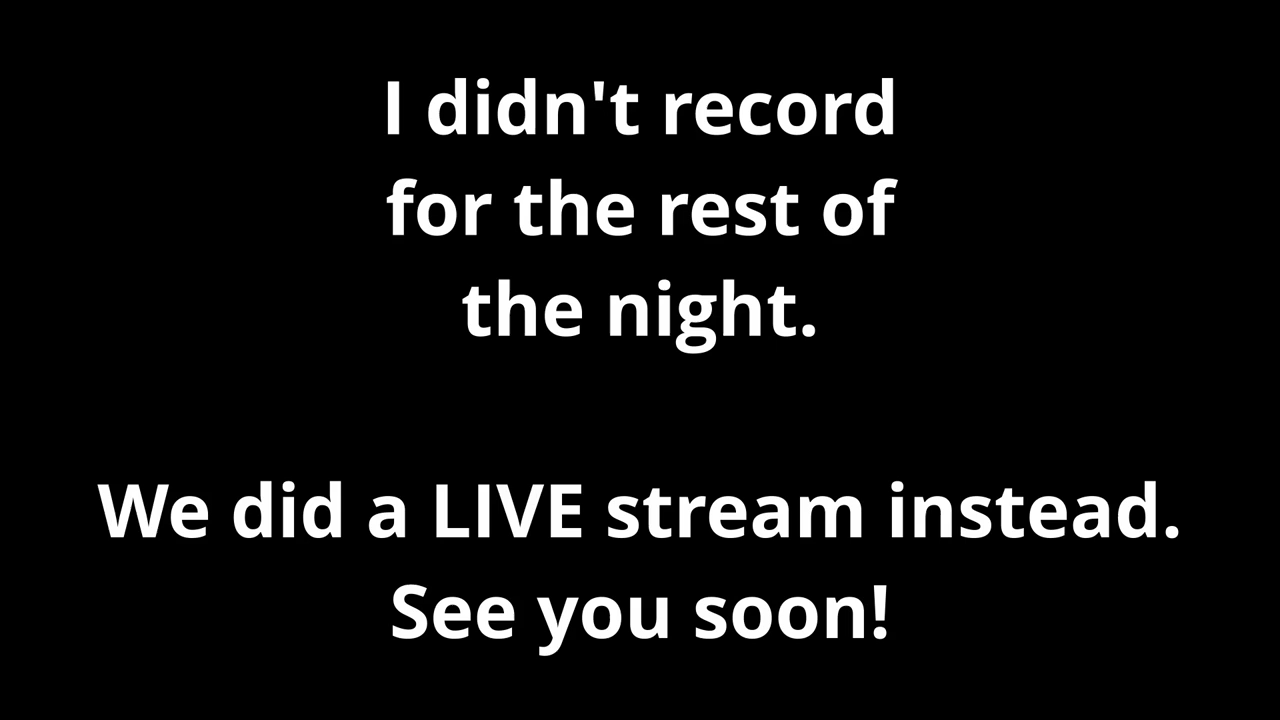 I didn't record
for the rest of
the night.
We did a LIVE stream instead.
See you soon!